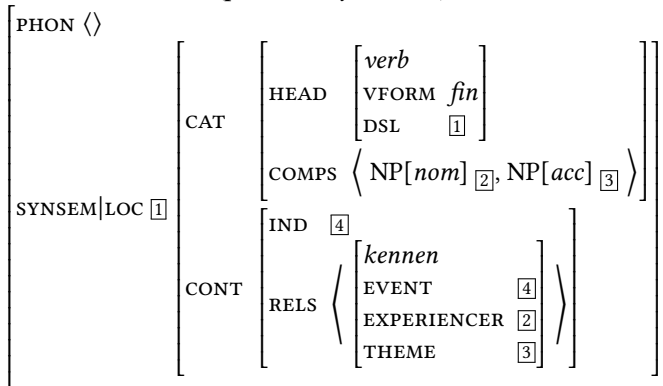 PHON ⟨⟩
verb
HEAD VFORM fin
DSL 1
CAT
COMPS ⟨ NP[nom] 2, NP[acc] 3 ⟩
SYNSEM|LOC 1
IND 4
kennen
EVENT 4
CONT RELS ⟨ EXPERIENCER 2 ⟩
THEME 3